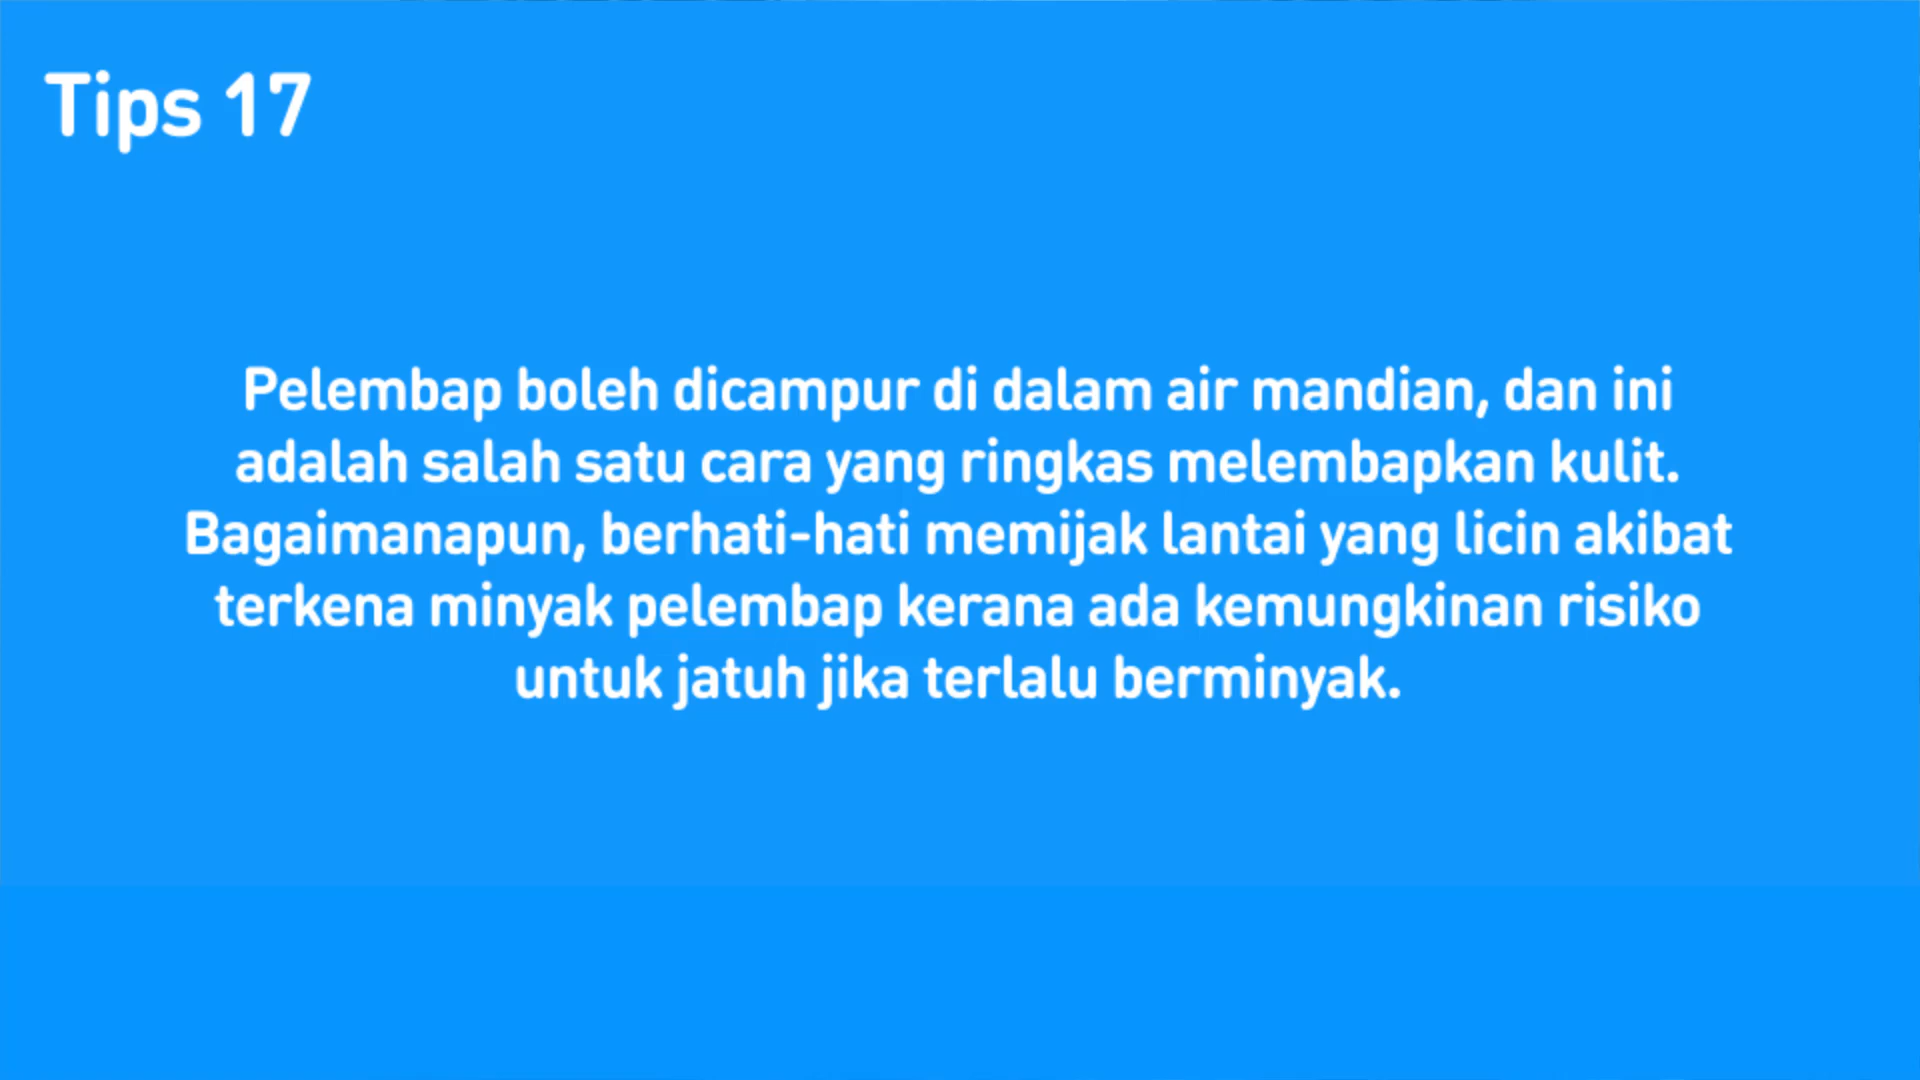 Tips 17
Pelembap boleh dicampur di dalam air mandian, dan ini
adalah salah satu cara yang ringkas melembapkan kulit.
Bagaimanapun, berhati-hati memijak lantai yang licin akibat
terkena minyak pelembap kerana ada kemungkinan risiko
untuk jatuh jika terlalu berminyak.